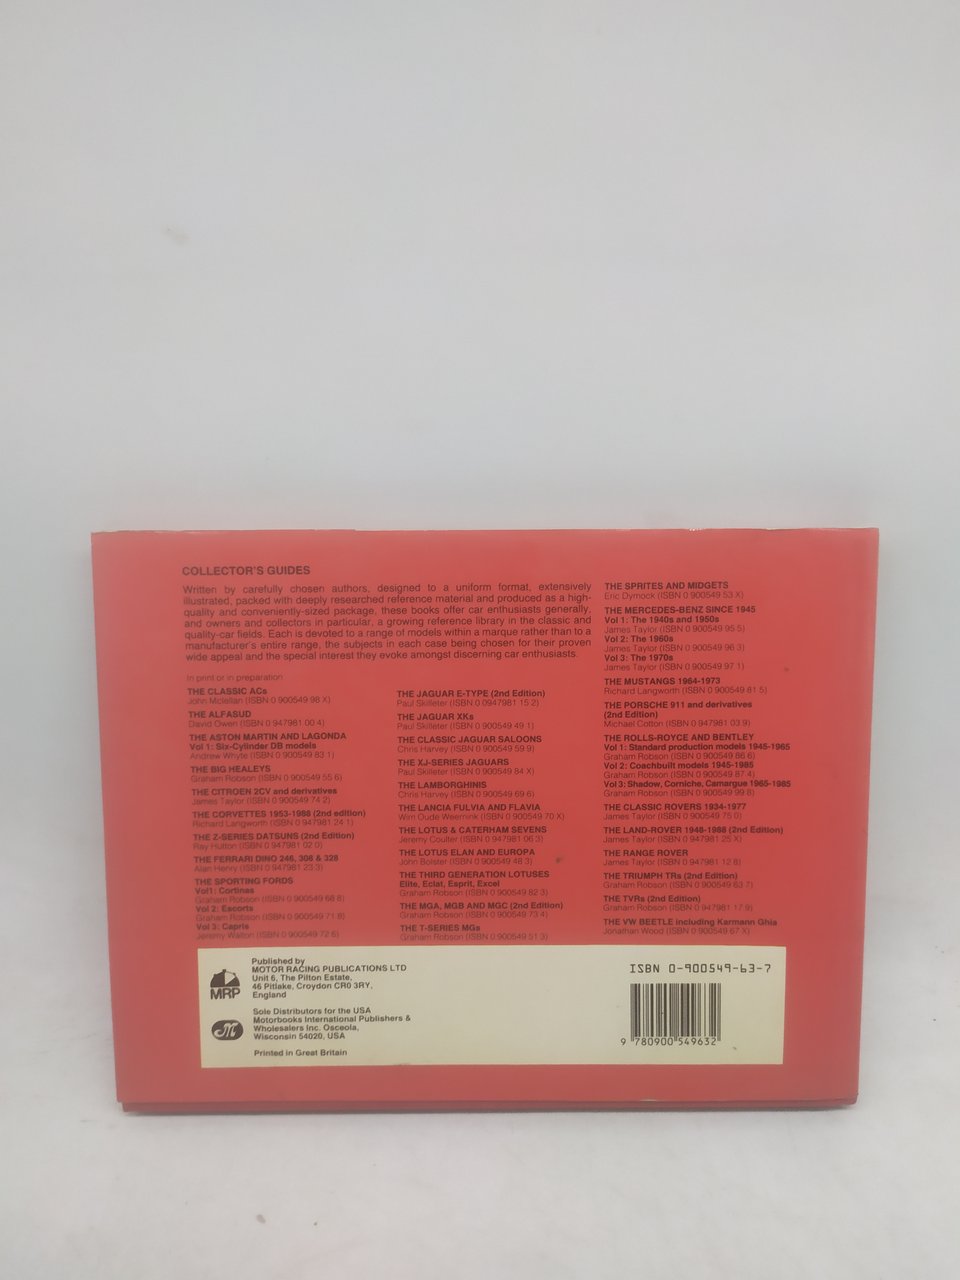 COLLECTOR'S GUIDES
Written by carefully chosen authors, designed to a uniform format, extensively
illustrated, packed with deeply researched reference material and produced as a high-
quality and conveniently-sized package, these books offer car enthusiasts generally,
and owners and collectors in particular, a growing reference library in the classic and
quality-car fields. Each is devoted to a range of models within a marque rather than to a
manufacturer's entire range, the subjects in each case being chosen for their proven
wide appeal and the special interest they evoke amongst discerning car enthusiasts.
In print or in preparation
THE CLASSIC ACs
John Mclellan (ISBN 0 900549 98 X)
THE ALFASUD
David Owen (ISBN 0 947981 00 4)
THE ASTON MARTIN AND LAGONDA
Vol 1: Six-Cylinder DB models
Andrew Whyte (ISBN 0 900549 83 1)
THE BIG HEALEYS
Graham Robson (ISBN 0 900549 55 6)
THE CITROEN 2CV and derivatives
James Taylor (ISBN 0 900549 74 2)
THE CORVETTES 1953-1988 (2nd edition)
Richard Langworth (ISBN 0 947981 24 1)
THE Z-SERIES DATSUNS (2nd Edition)
Ray Hutton (ISBN 0 947981 02 0)
THE FERRARI DINO 246, 308 & 328
Alan Henry (ISBN 0 947981 23 3)
THE SPORTING FORDS
Vol1: Cortinas
Graham Robson (ISBN 0 900549 68 8)
Vol 2: Escorts
Graham Robson (ISBN 0 900549 71 8)
Vol 3: Capris
Jeremy Walton (ISBN 0 900549 72 6)
THE JAGUAR E-TYPE (2nd Edition)
Paul Skilleter (ISBN 0 0947981 15 2)
THE JAGUAR XKs
Paul Skilleter (ISBN 0 900549 49 1)
THE CLASSIC JAGUAR SALOONS
Chris Harvey (ISBN 0 900549 59 9)
THE XJ-SERIES JAGUARS
Paul Skilleter (ISBN 0 900549 84 X)
THE LAMBORGHINIS
Chris Harvey (ISBN 0 900549 69 6)
THE LANCIA FULVIA AND FLAVIA
Wim Oude Weernink (ISBN 0 900549 70 X)
THE LOTUS & CATERHAM SEVENS
Jeremy Coulter (ISBN 0 947981 06 3)
THE LOTUS ELAN AND EUROPA
John Bolster (ISBN 0 900549 48 3)
THE THIRD GENERATION LOTUSES
Elite, Eclat, Esprit, Excel
Graham Robson (ISBN 0 900549 82 3)
THE MGA, MGB AND MGC (2nd Edition)
Graham Robson (ISBN 0 900549 73 4)
THE T-SERIES MGs
Graham Robson (ISBN 0 900549 51 3)
THE SPRITES AND MIDGETS
Eric Dymock (ISBN 0 900549 53 X)
THE MERCEDES-BENZ SINCE 1945
Vol 1: The 1940s and 1950s
James Taylor (ISBN 0 900549 95 5)
Vol 2: The 1960s
James Taylor (ISBN 0 900549 96 3)
Vol 3: The 1970s
James Taylor (ISBN 0 900549 97 1)
THE MUSTANGS 1964-1973
Richard Langworth (ISBN 0 900549 81 5)
THE PORSCHE 911 and derivatives
(2nd Edition)
Michael Cotton (ISBN 0 947981 03 9)
THE ROLLS-ROYCE AND BENTLEY
Vol 1: Standard production models 1945-1965
Graham Robson (ISBN 0 900549 86 6)
Vol 2: Coachbuilt models 1945-1985
Graham Robson (ISBN 0 900549 87 4)
Vol 3: Shadow, Corniche, Camargue 1965-1985
Graham Robson (ISBN 0 900549 99 8)
THE CLASSIC ROVERS 1934-1977
James Taylor (ISBN 0 900549 75 0)
THE LAND-ROVER 1948-1988 (2nd Edition)
James Taylor (ISBN 0 947981 25 X)
THE RANGE ROVER
James Taylor (ISBN 0 947981 12 8)
THE TRIUMPH TRs (2nd Edition)
Graham Robson (ISBN 0 900549 63 7)
THE TVRs (2nd Edition)
Graham Robson (ISBN 0 947981 17 9)
THE VW BEETLE including Karmann Ghia
Jonathan Wood (ISBN 0 900549 67 X)
MRP
Published by
MOTOR RACING PUBLICATIONS LTD
Unit 6, The Pilton Estate,
46 Pitlake, Croydon CR0 3RY,
England
M
Sole Distributors for the USA
Motorbooks International Publishers &
Wholesalers Inc. Osceola,
Wisconsin 54020, USA
Printed in Great Britain
ISBN 0-900549-63-7
9 780900 549632